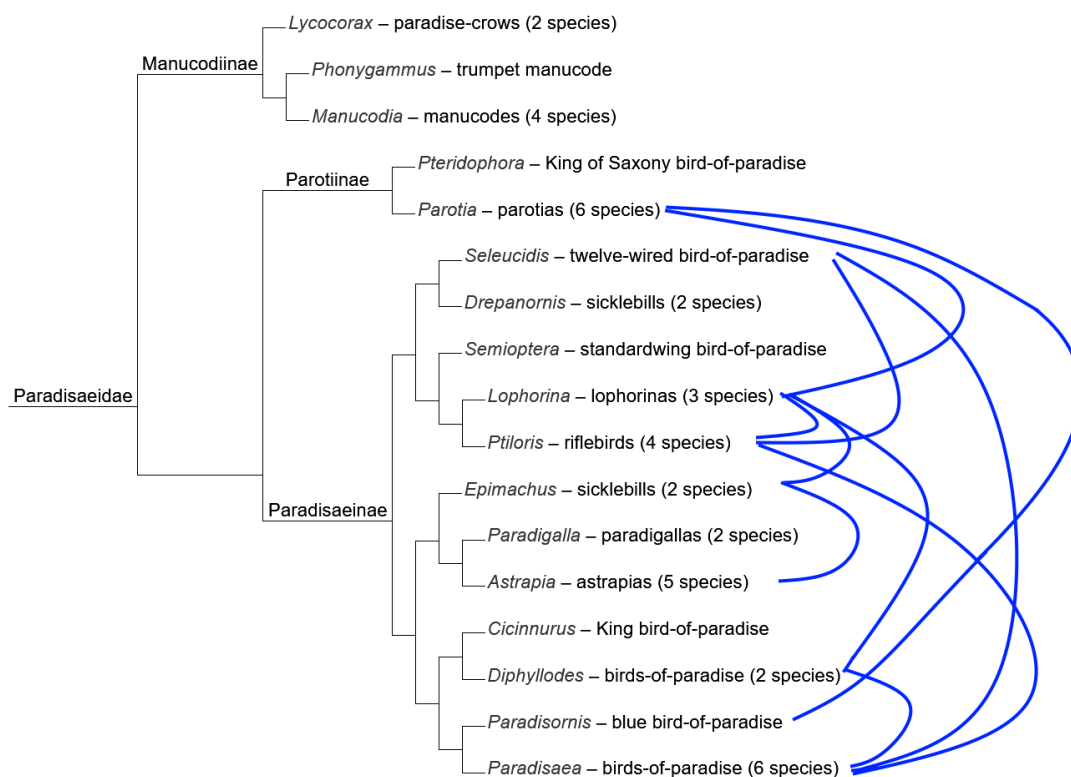 Lycocorax – paradise-crows (2 species)
Manucodiinae
Phonygammus – trumpet manucode
Manucodia – manucodes (4 species)
Pteridophora – King of Saxony bird-of-paradise
Parotiinae
Parotia – parotias (6 species)
Seleucidis – twelve-wired bird-of-paradise
Drepanornis – sicklebills (2 species)
Semioptera – standardwing bird-of-paradise
Paradisaeidae
Lophorina – lophorinas (3 species)
Ptiloris – riflebirds (4 species)
Epimachus – sicklebills (2 species)
Paradisaeinae
Paradigalla – paradigallas (2 species)
Astrapia – astrapias (5 species)
Cicinnurus – King bird-of-paradise
Diphyllodes – birds-of-paradise (2 species)
Paradisornis – blue bird-of-paradise
Paradisaea – birds-of-paradise (6 species)